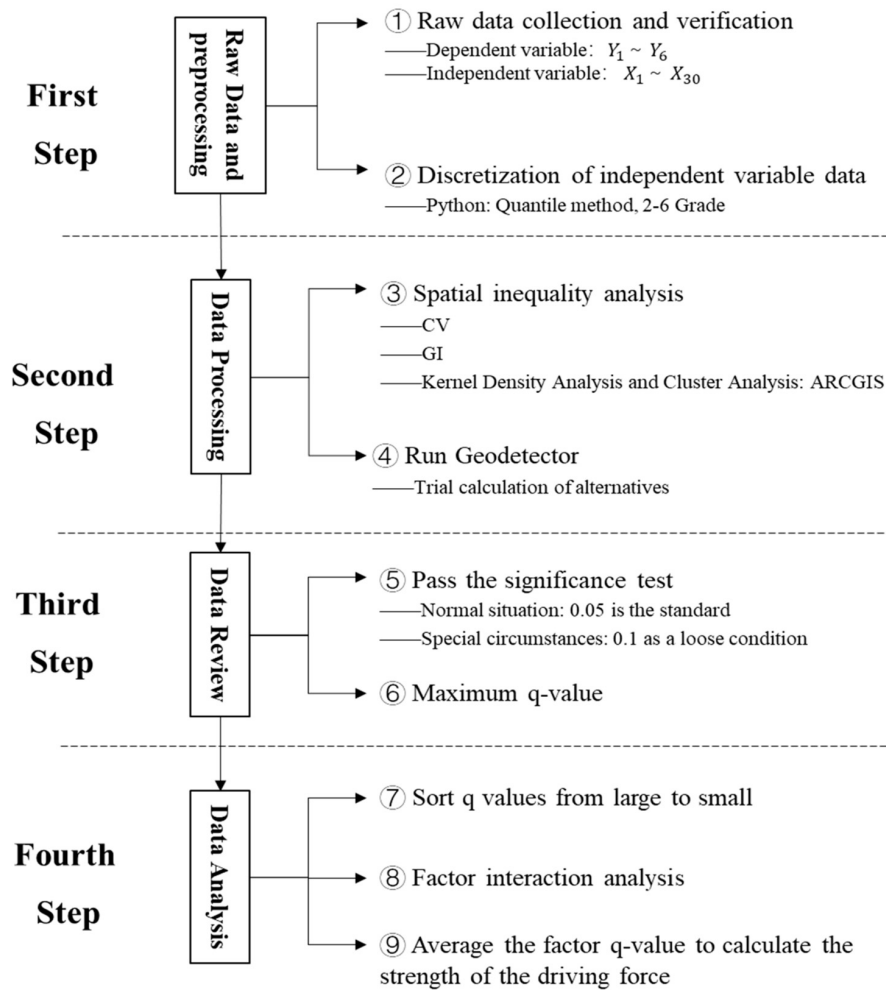 First
Step
Raw Data and
preprocessing
① Raw data collection and verification
——Dependent variable: Y₁ ~ Y₆
——Independent variable: X₁ ~ X₃₀
② Discretization of independent variable data
——Python: Quantile method, 2-6 Grade
Second
Step
Data Processing
③ Spatial inequality analysis
——CV
——GI
——Kernel Density Analysis and Cluster Analysis: ARCGIS
④ Run Geodetector
——Trial calculation of alternatives
Third
Step
Data Review
⑤ Pass the significance test
——Normal situation: 0.05 is the standard
——Special circumstances: 0.1 as a loose condition
⑥ Maximum q-value
Fourth
Step
Data Analysis
⑦ Sort q values from large to small
⑧ Factor interaction analysis
⑨ Average the factor q-value to calculate the
strength of the driving force